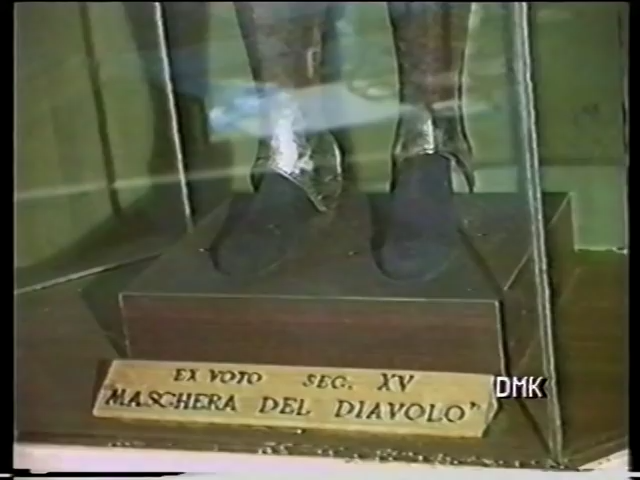 EX VOTO SEC. XV
"MASCHERA DEL DIAVOLO"
DMK